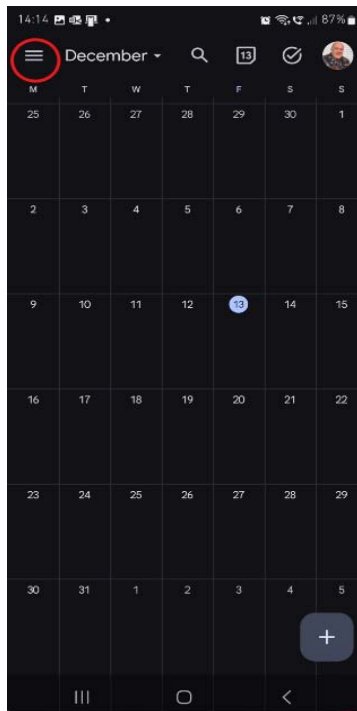 14:14 87%
December 13
M T W T F S S
25 26 27 28 29 30 1
2 3 4 5 6 7 8
9 10 11 12 13 14 15
16 17 18 19 20 21 22
23 24 25 26 27 28 29
30 31 1 2 3 4 5
+